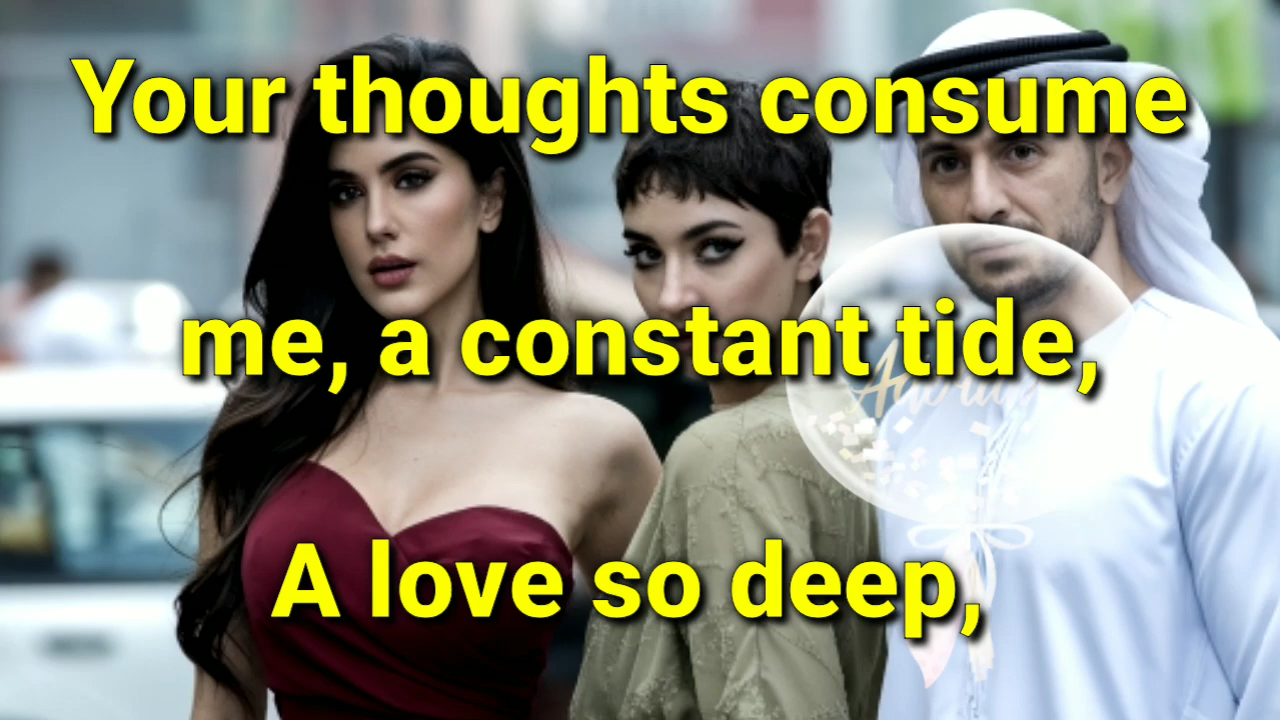 Your thoughts consume
me, a constant tide,
A love so deep,